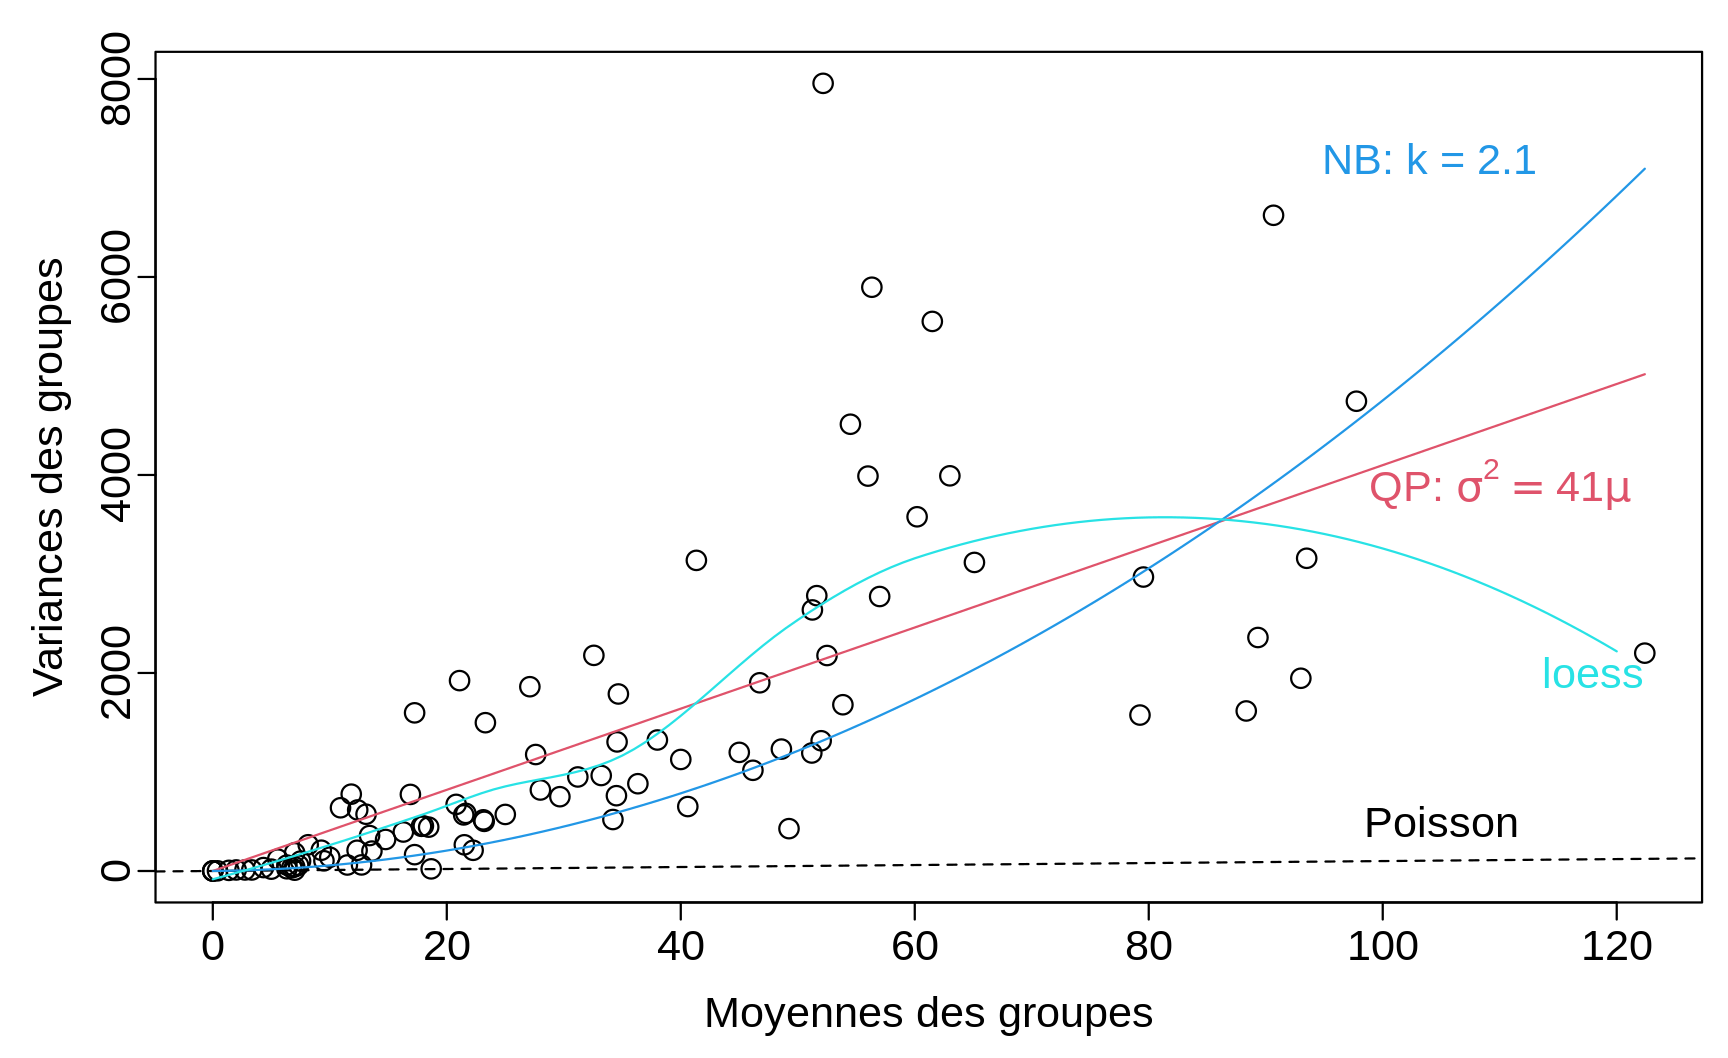 8000
6000
4000
2000
0
Variances des groupes
NB: k = 2.1
QP: σ² = 41μ
loess
Poisson
0 20 40 60 80 100 120
Moyennes des groupes